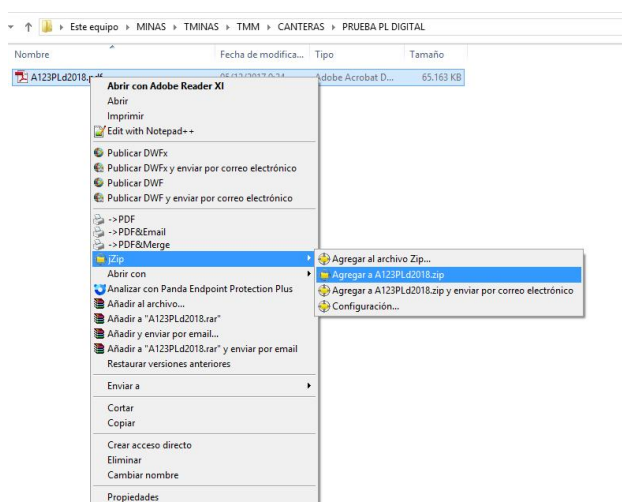 Este equipo ▸ MINAS ▸ TMINAS ▸ TMM ▸ CANTERAS ▸ PRUEBA PL DIGITAL
Nombre Fecha de modifica... Tipo Tamaño
A123PLd2018.pdf 05/12/2017 9:24 Adobe Acrobat D... 65.163 KB
Abrir con Adobe Reader XI
Abrir
Imprimir
Edit with Notepad++
Publicar DWFx
Publicar DWFx y enviar por correo electrónico
Publicar DWF
Publicar DWF y enviar por correo electrónico
->PDF
->PDF&Email
->PDF&Merge
jZip
Agregar al archivo Zip...
Abrir con
Agregar a A123PLd2018.zip
Analizar con Panda Endpoint Protection Plus
Agregar a A123PLd2018.zip y enviar por correo electrónico
Añadir al archivo...
Configuración...
Añadir a "A123PLd2018.rar"
Añadir y enviar por email...
Añadir a "A123PLd2018.rar" y enviar por email
Restaurar versiones anteriores
Enviar a
Cortar
Copiar
Crear acceso directo
Eliminar
Cambiar nombre
Propiedades